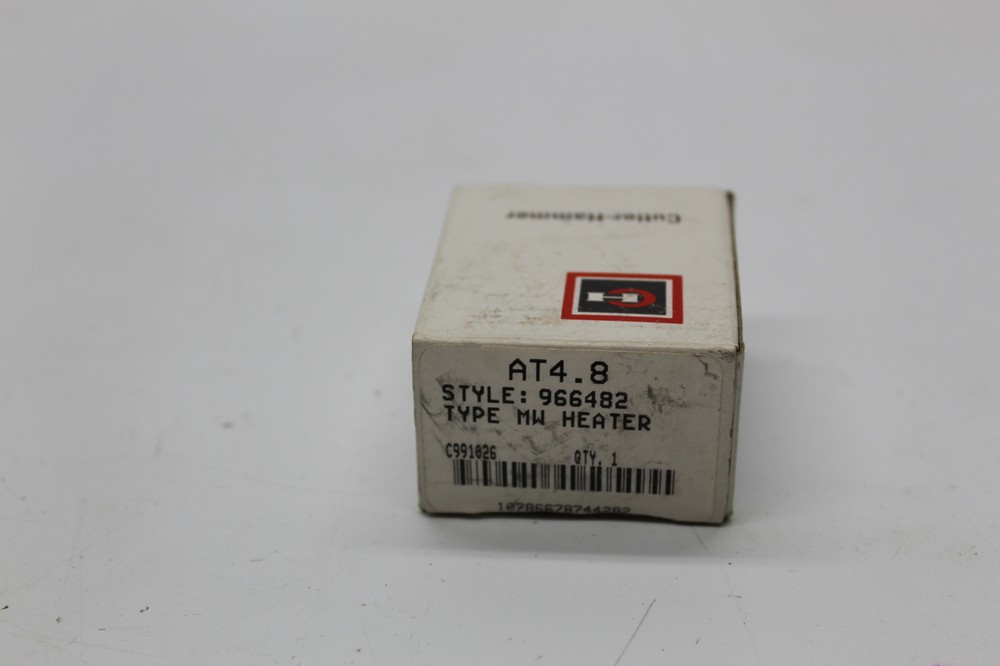 Cutler-Hammer
AT4.8
STYLE: 966482
TYPE MW HEATER
C991026 QTY. 1